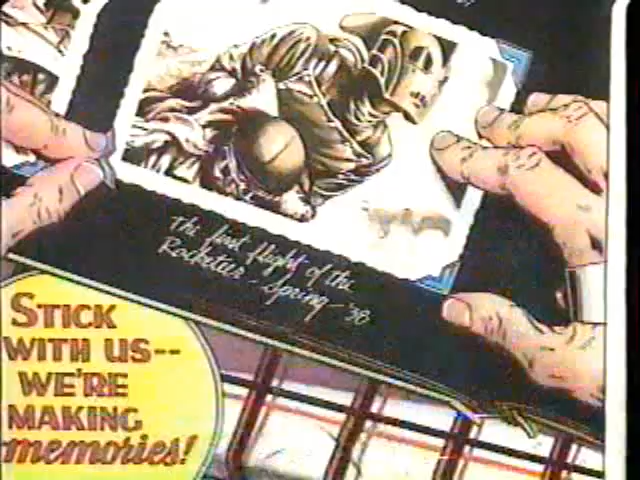 The first flight of the
Rocketeer - Spring - '38
STICK
WITH US--
WE'RE
MAKING
memories!